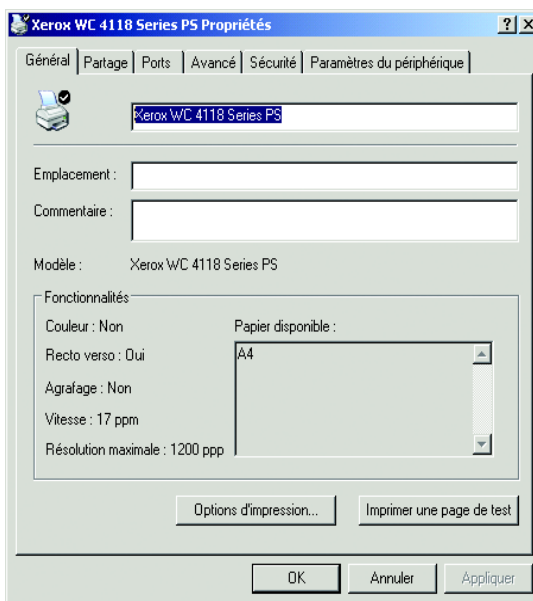 Xerox WC 4118 Series PS Propriétés
Général Partage Ports Avancé Sécurité Paramètres du périphérique
Xerox WC 4118 Series PS
Emplacement :
Commentaire :
Modèle : Xerox WC 4118 Series PS
Fonctionnalités
Couleur : Non Papier disponible :
Recto verso : Oui A4
Agrafage : Non
Vitesse : 17 ppm
Résolution maximale : 1200 ppp
Options d'impression... Imprimer une page de test
OK Annuler Appliquer